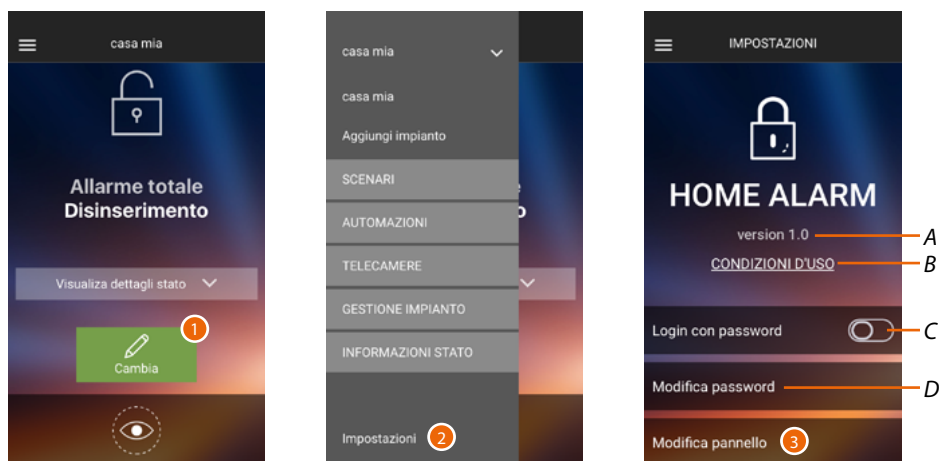 casa mia
Allarme totale
Disinserimento
Visualizza dettagli stato
1
Cambia
casa mia
casa mia
Aggiungi impianto
SCENARI
AUTOMAZIONI
TELECAMERE
GESTIONE IMPIANTO
INFORMAZIONI STATO
Impostazioni 2
IMPOSTAZIONI
HOME ALARM
version 1.0 A
CONDIZIONI D'USO B
Login con password C
Modifica password D
Modifica pannello 3